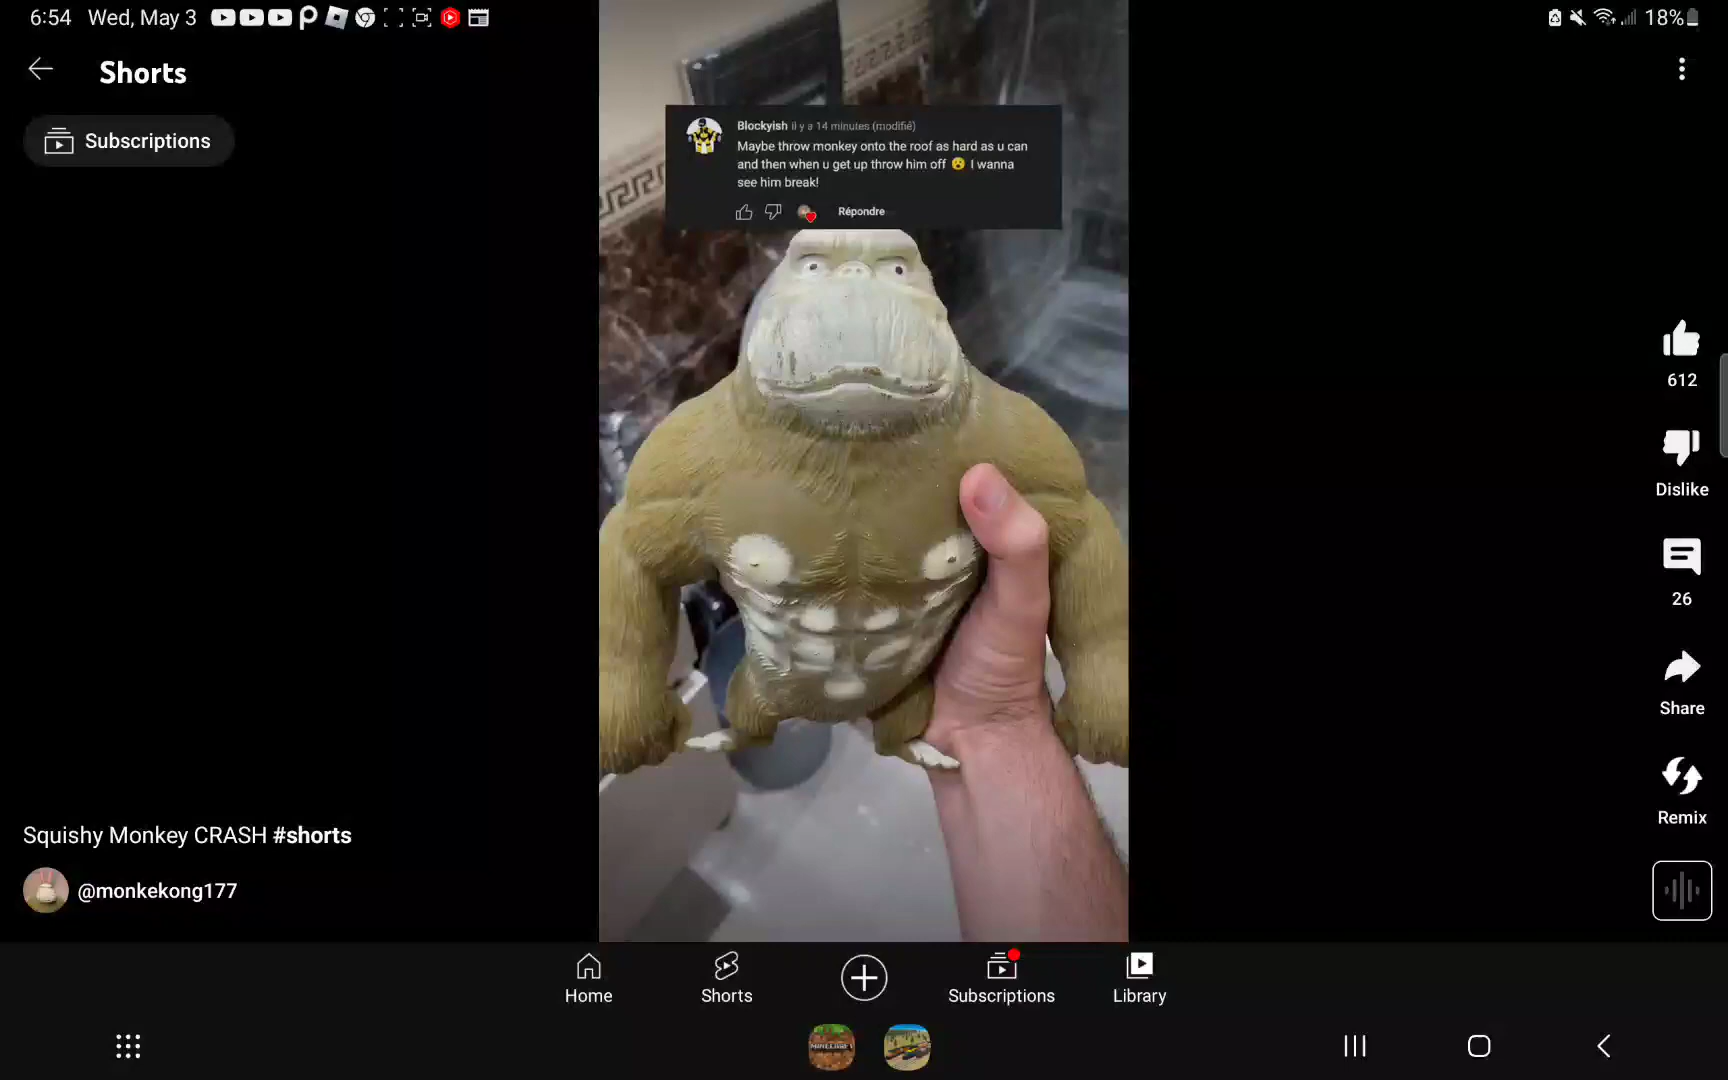 6:54 Wed, May 3
18%
Shorts
Subscriptions
Blockyish il y a 14 minutes (modifié)
Maybe throw monkey onto the roof as hard as u can
and then when u get up throw him off 😮 I wanna
see him break!
Répondre
612
Dislike
26
Share
Remix
Squishy Monkey CRASH #shorts
@monkekong177
Home
Shorts
Subscriptions
Library
MINECRAFT